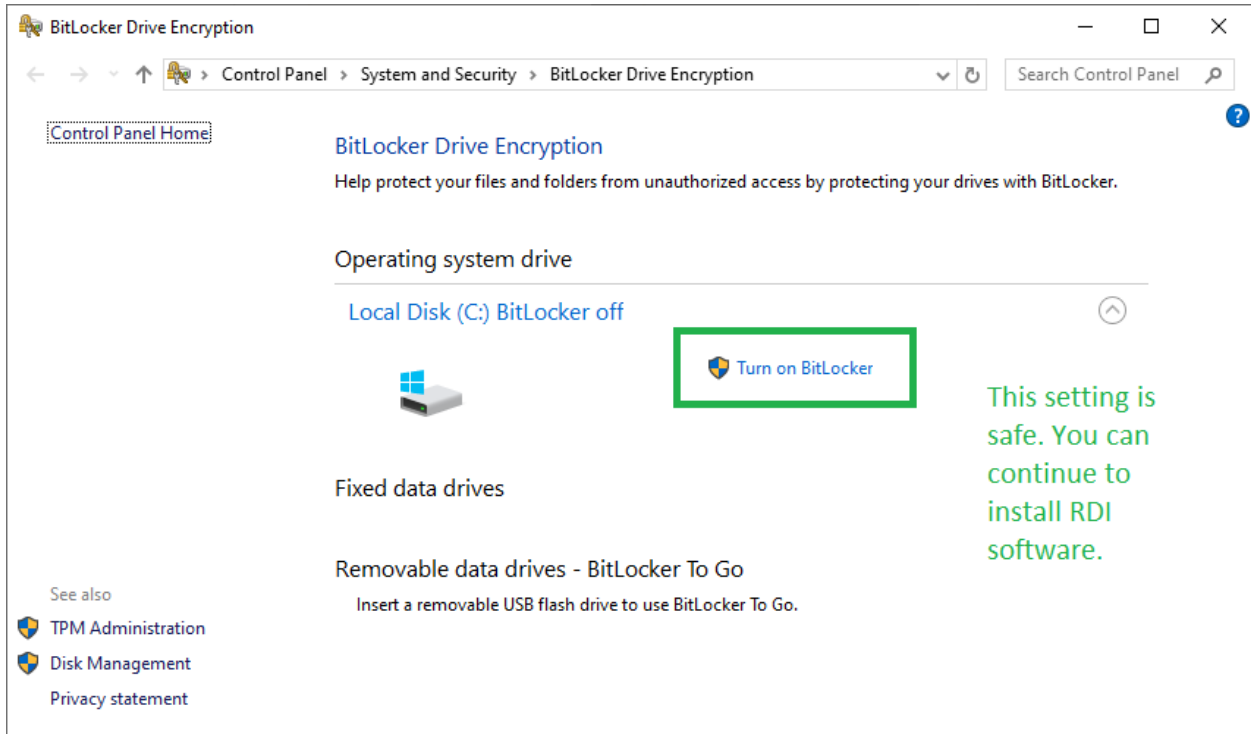 BitLocker Drive Encryption
Control Panel > System and Security > BitLocker Drive Encryption
Search Control Panel
?
Control Panel Home
BitLocker Drive Encryption
Help protect your files and folders from unauthorized access by protecting your drives with BitLocker.
Operating system drive
Local Disk (C:) BitLocker off
Turn on BitLocker
This setting is
safe. You can
continue to
install RDI
software.
Fixed data drives
Removable data drives - BitLocker To Go
Insert a removable USB flash drive to use BitLocker To Go.
See also
TPM Administration
Disk Management
Privacy statement